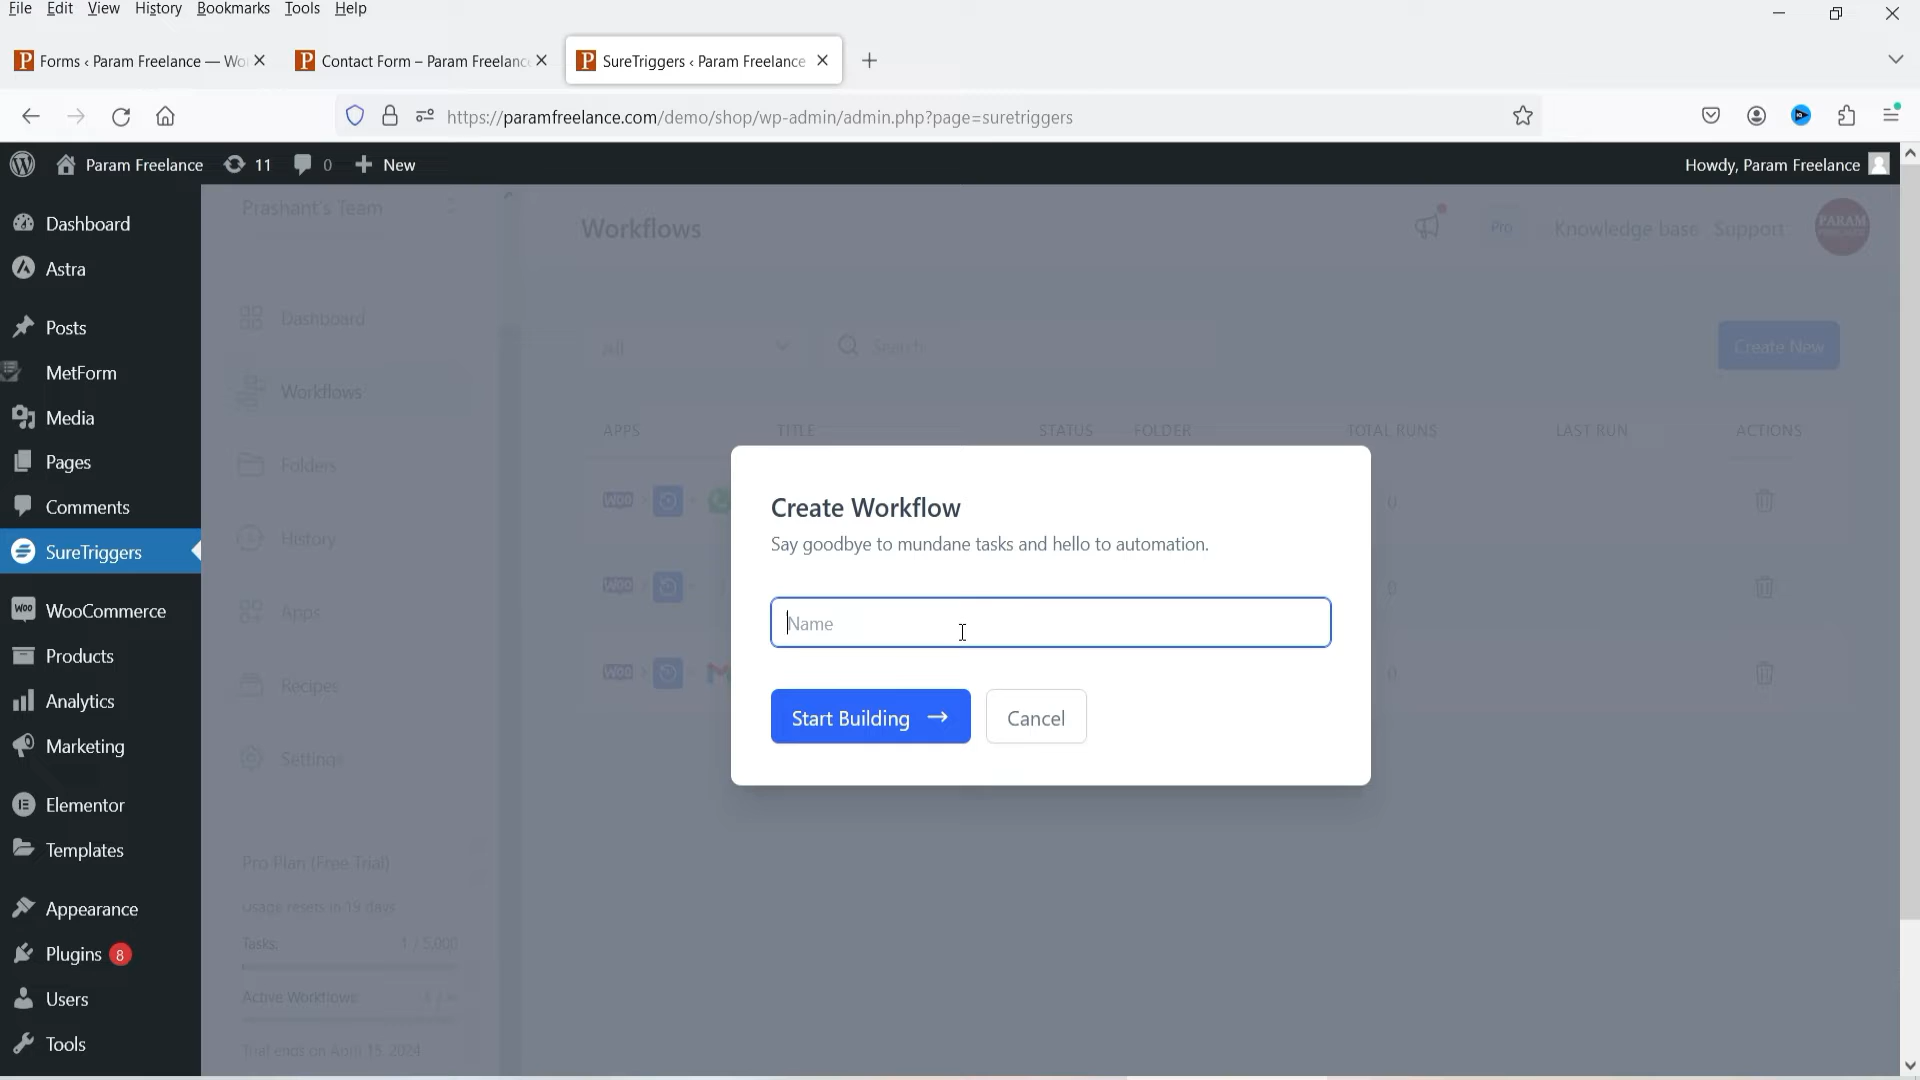 File Edit View History Bookmarks Tools Help
Forms ‹ Param Freelance — Wo
Contact Form – Param Freelanc
SureTriggers ‹ Param Freelance
https://paramfreelance.com/demo/shop/wp-admin/admin.php?page=suretriggers
Param Freelance 11 0 New
Howdy, Param Freelance
Dashboard
Astra
Posts
MetForm
Media
Pages
Comments
SureTriggers
WooCommerce
Products
Analytics
Marketing
Elementor
Templates
Appearance
Plugins 8
Users
Tools
Prashant's Team
Dashboard
Workflows
Folders
History
Apps
Recipes
Settings
Pro Plan (Free Trial)
Usage resets in 19 days
Tasks: 1 / 5,000
Active Workflows
Trial ends on April 15, 2024
Workflows
Pro Knowledge base Support
PARAM
All
Search
Create New
APPS TITLE STATUS FOLDER TOTAL RUNS LAST RUN ACTIONS
Woo 0
Woo 0
Woo 0
Create Workflow
Say goodbye to mundane tasks and hello to automation.
Name
Start Building →
Cancel